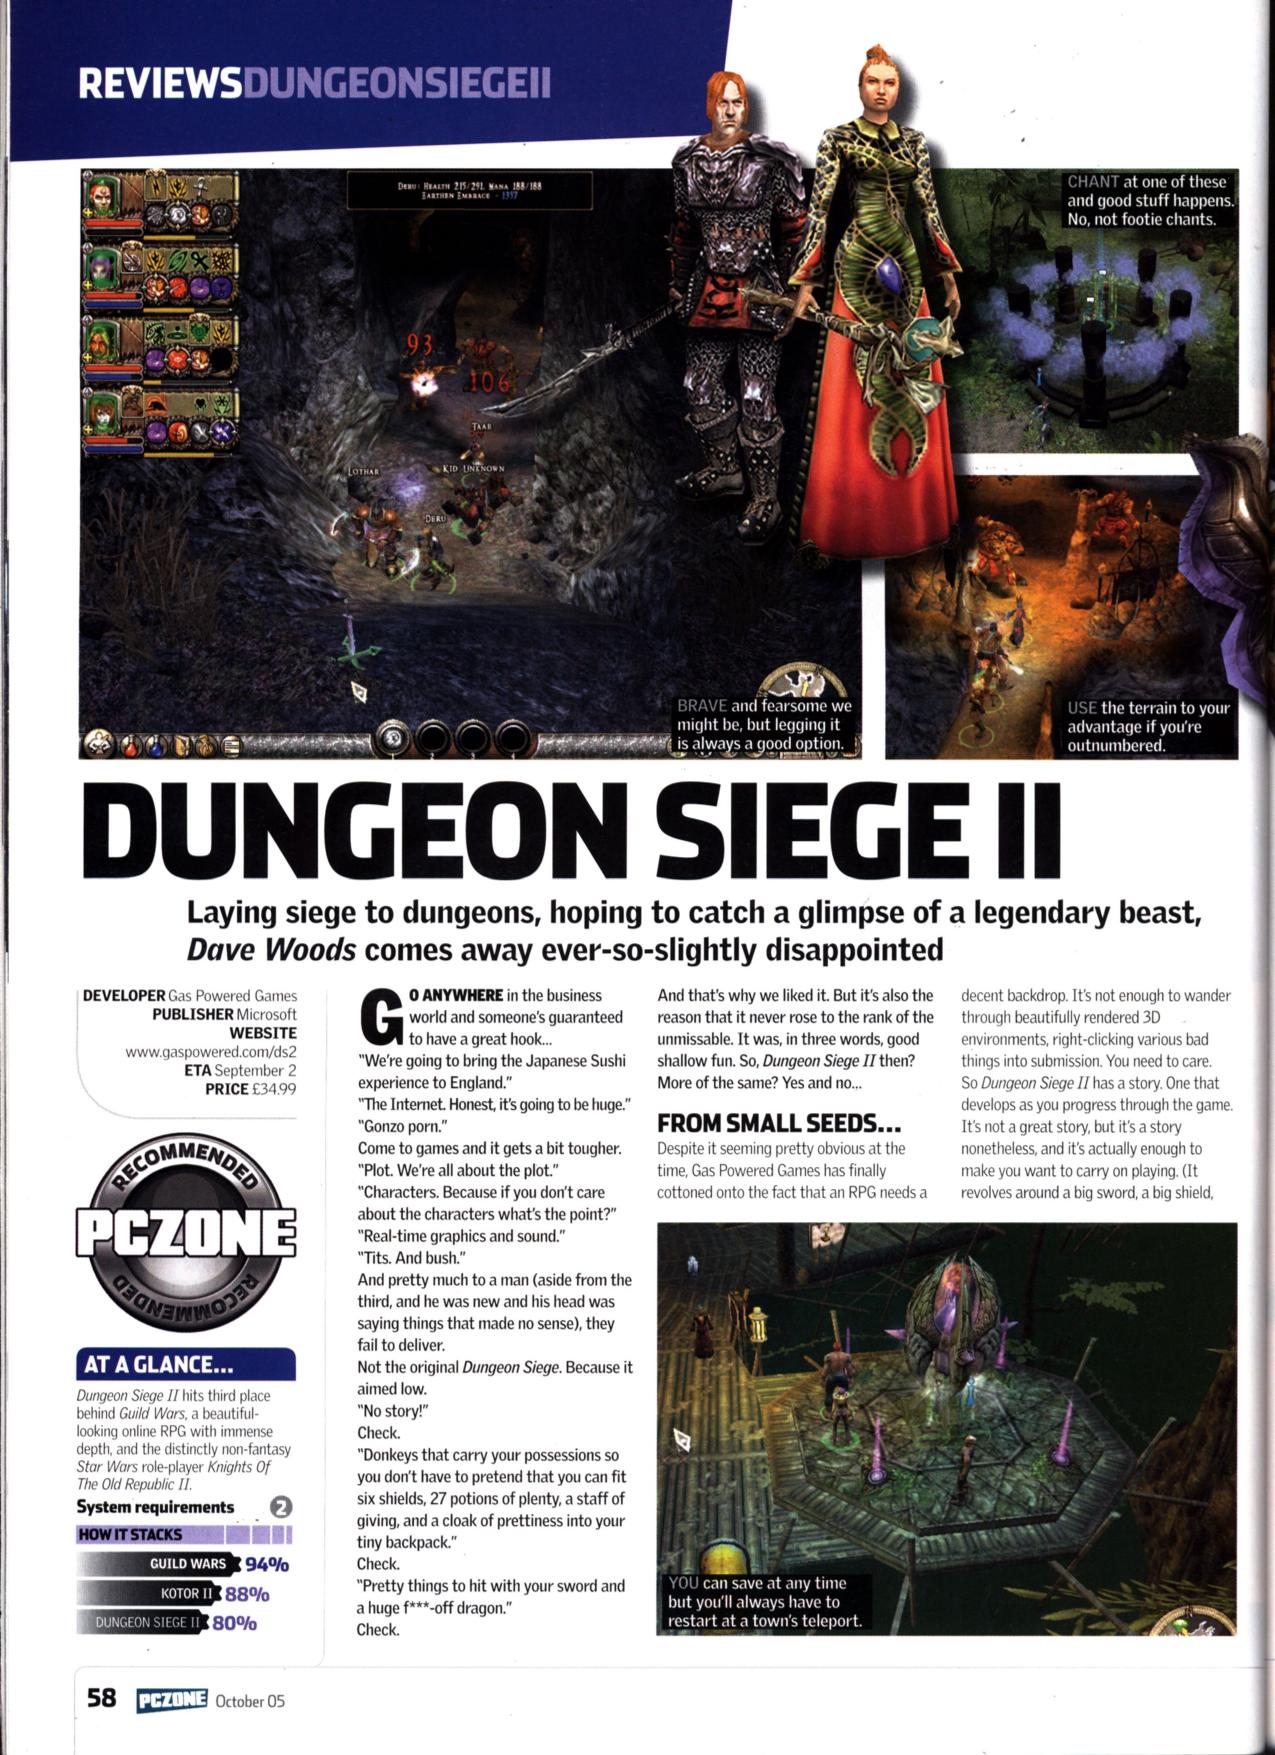 REVIEWSDUNGEONSIEGEII
DERU: HEALTH 215/291, MANA 188/188
EARTHEN EMBRACE - 1337
93
106
TAAR
LOTHAR
KID UNKNOWN
DERU
CHANT at one of these
and good stuff happens.
No, not footie chants.
BRAVE and fearsome we
might be, but legging it
is always a good option.
USE the terrain to your
advantage if you're
outnumbered.
DUNGEON SIEGE II
Laying siege to dungeons, hoping to catch a glimpse of a legendary beast,
Dave Woods comes away ever-so-slightly disappointed
DEVELOPER Gas Powered Games
PUBLISHER Microsoft
WEBSITE
www.gaspowered.com/ds2
ETA September 2
PRICE £34.99
RECOMMENDED
PCZONE
RECOMMENDED
AT A GLANCE...
Dungeon Siege II hits third place
behind Guild Wars, a beautiful-
looking online RPG with immense
depth, and the distinctly non-fantasy
Star Wars role-player Knights Of
The Old Republic II.
System requirements 2
HOW IT STACKS
GUILD WARS 94%
KOTOR II 88%
DUNGEON SIEGE II 80%
GO ANYWHERE in the business
world and someone's guaranteed
to have a great hook...
"We're going to bring the Japanese Sushi
experience to England."
"The Internet. Honest, it's going to be huge."
"Gonzo porn."
Come to games and it gets a bit tougher.
"Plot. We're all about the plot."
"Characters. Because if you don't care
about the characters what's the point?"
"Real-time graphics and sound."
"Tits. And bush."
And pretty much to a man (aside from the
third, and he was new and his head was
saying things that made no sense), they
fail to deliver.
Not the original Dungeon Siege. Because it
aimed low.
"No story!"
Check.
"Donkeys that carry your possessions so
you don't have to pretend that you can fit
six shields, 27 potions of plenty, a staff of
giving, and a cloak of prettiness into your
tiny backpack."
Check.
"Pretty things to hit with your sword and
a huge f***-off dragon."
Check.
And that's why we liked it. But it's also the
reason that it never rose to the rank of the
unmissable. It was, in three words, good
shallow fun. So, Dungeon Siege II then?
More of the same? Yes and no...
FROM SMALL SEEDS...
Despite it seeming pretty obvious at the
time, Gas Powered Games has finally
cottoned onto the fact that an RPG needs a
decent backdrop. It's not enough to wander
through beautifully rendered 3D
environments, right-clicking various bad
things into submission. You need to care.
So Dungeon Siege II has a story. One that
develops as you progress through the game.
It's not a great story, but it's a story
nonetheless, and it's actually enough to
make you want to carry on playing. (It
revolves around a big sword, a big shield,
YOU can save at any time
but you'll always have to
restart at a town's teleport.
58 PCZONE October 05